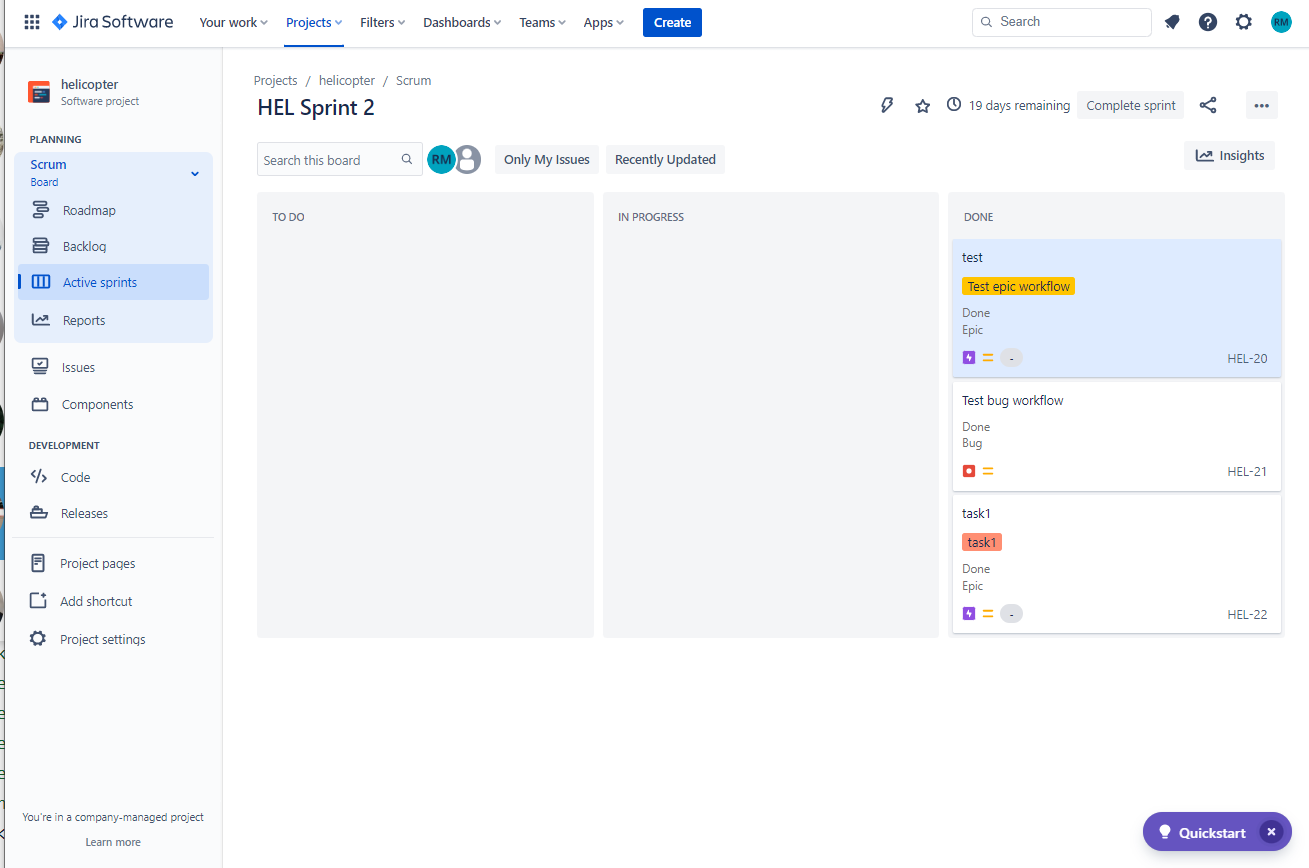 Jira Software
Your work
Projects
Filters
Dashboards
Teams
Apps
Create
Search
RM
helicopter
Software project
PLANNING
Scrum
Board
Roadmap
Backlog
Active sprints
Reports
Issues
Components
DEVELOPMENT
Code
Releases
Project pages
Add shortcut
Project settings
You're in a company-managed project
Learn more
Projects / helicopter / Scrum
HEL Sprint 2
19 days remaining
Complete sprint
Search this board
RM
Only My Issues
Recently Updated
Insights
TO DO
IN PROGRESS
DONE
test
Test epic workflow
Done
Epic
-
HEL-20
Test bug workflow
Done
Bug
HEL-21
task1
task1
Done
Epic
-
HEL-22
Quickstart